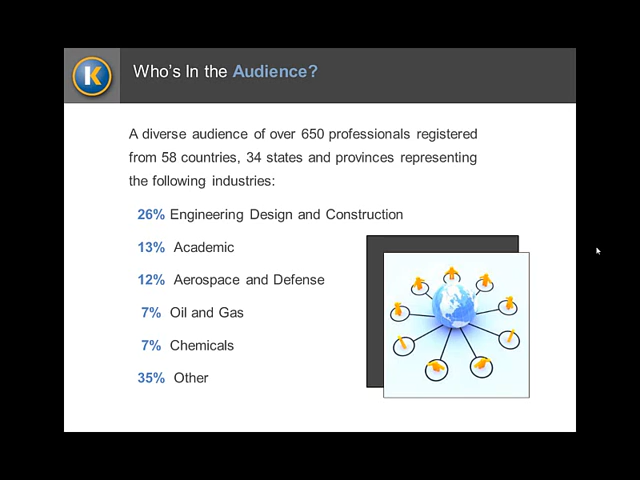 K
Who's In the Audience?
A diverse audience of over 650 professionals registered
from 58 countries, 34 states and provinces representing
the following industries:
26% Engineering Design and Construction
13% Academic
12% Aerospace and Defense
7% Oil and Gas
7% Chemicals
35% Other